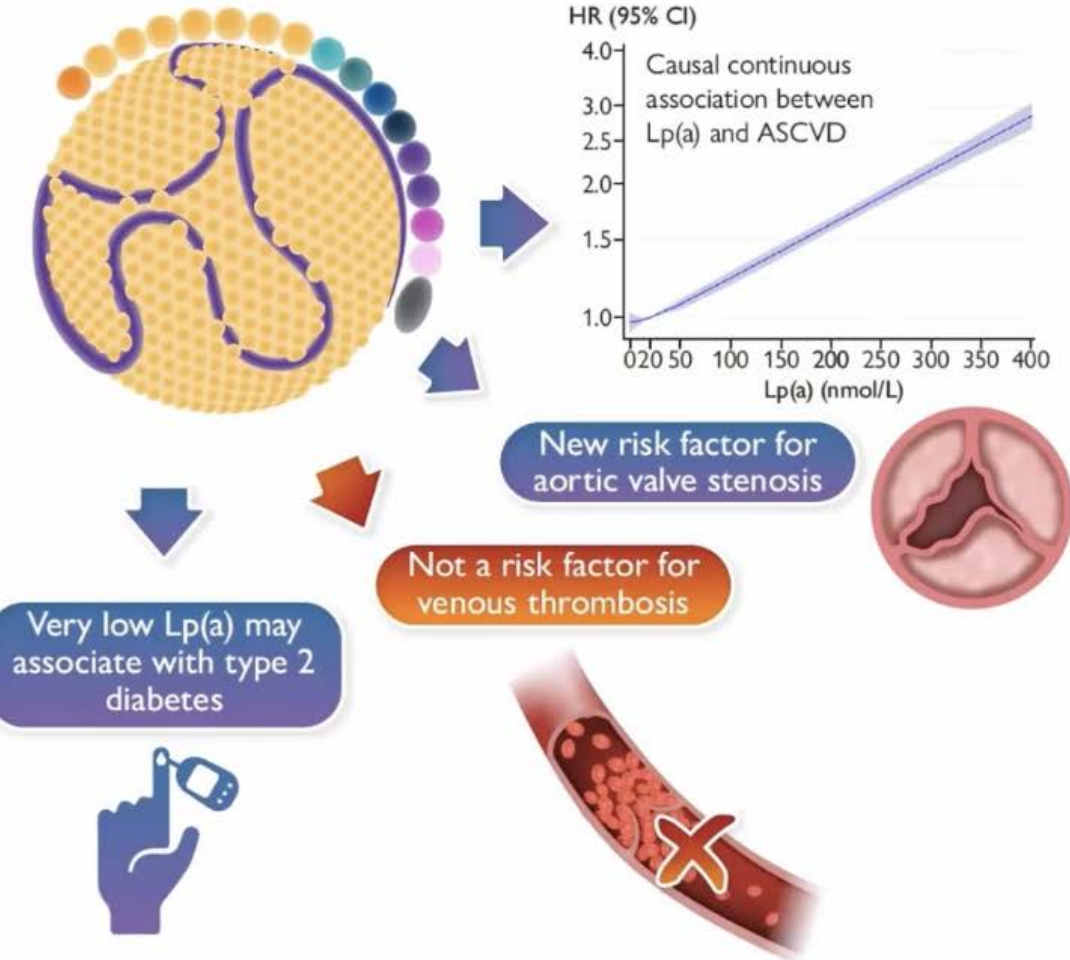 HR (95% CI)
4.0
3.0
2.5
2.0
1.5
1.0
Causal continuous
association between
Lp(a) and ASCVD
0 20 50 100 150 200 250 300 350 400
Lp(a) (nmol/L)
New risk factor for
aortic valve stenosis
Not a risk factor for
venous thrombosis
Very low Lp(a) may
associate with type 2
diabetes